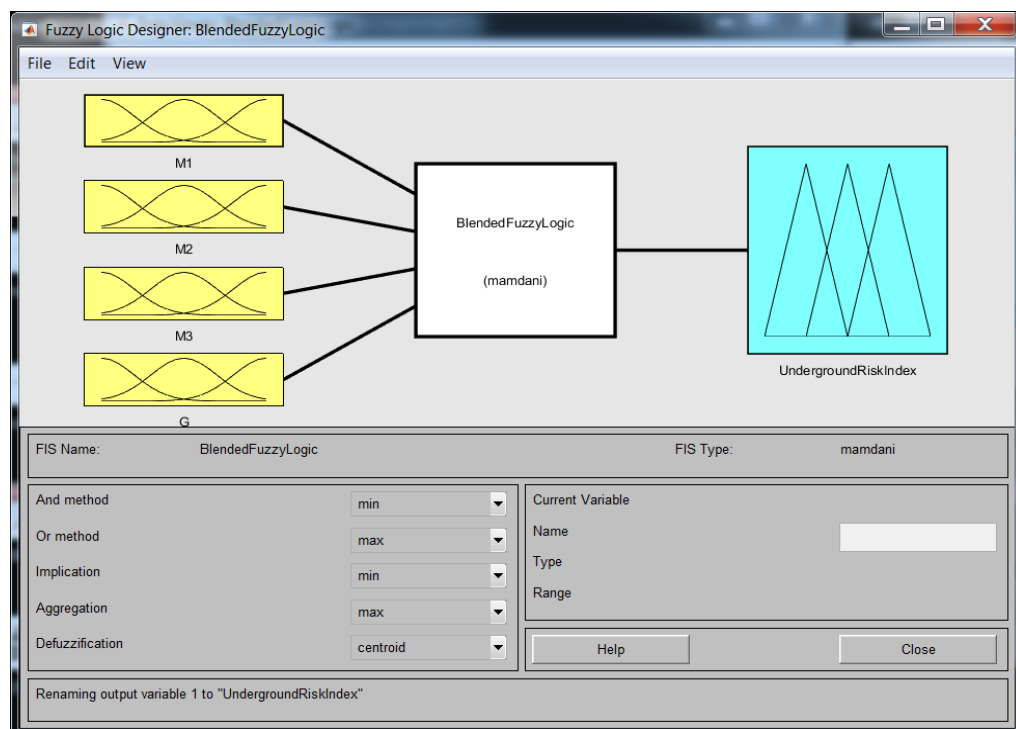 Fuzzy Logic Designer: BlendedFuzzyLogic
File Edit View
M1
M2
M3
G
BlendedFuzzyLogic
(mamdani)
UndergroundRiskIndex
FIS Name: BlendedFuzzyLogic FIS Type: mamdani
And method min
Or method max
Implication min
Aggregation max
Defuzzification centroid
Current Variable
Name
Type
Range
Help Close
Renaming output variable 1 to "UndergroundRiskIndex"